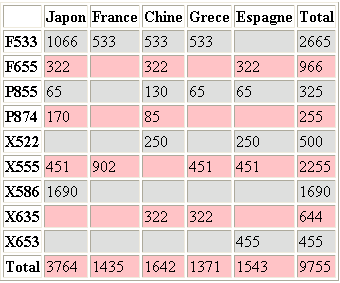 Japon France Chine Grece Espagne Total
F533 1066 533 533 533 2665
F655 322 322 322 966
P855 65 130 65 65 325
P874 170 85 255
X522 250 250 500
X555 451 902 451 451 2255
X586 1690 1690
X635 322 322 644
X653 455 455
Total 3764 1435 1642 1371 1543 9755